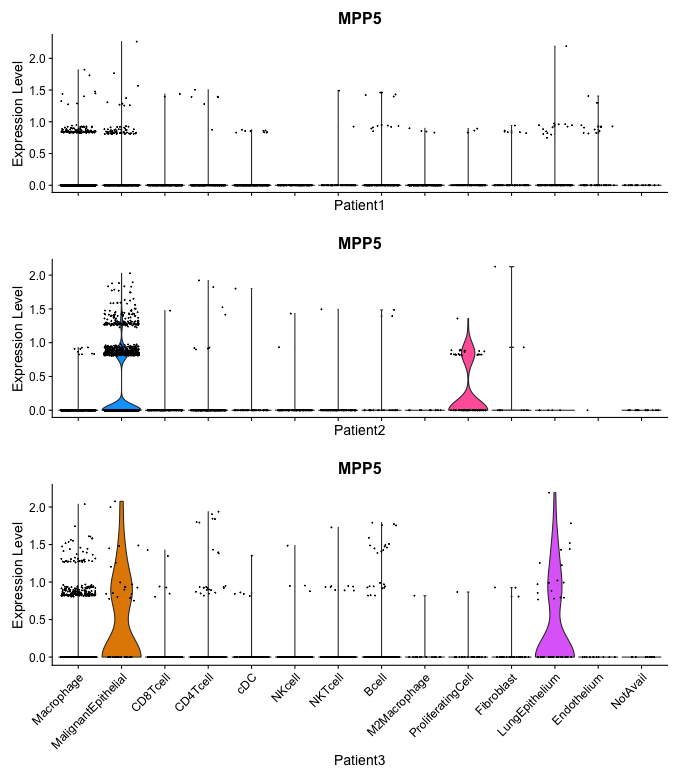 MPP5
Expression Level
2.0
1.5
1.0
0.5
0.0
Patient1
MPP5
Expression Level
2.0
1.5
1.0
0.5
0.0
Patient2
MPP5
Expression Level
2.0
1.5
1.0
0.5
0.0
Macrophage
MalignantEpithelial
CD8Tcell
CD4Tcell
cDC
NKcell
NKTcell
Bcell
M2Macrophage
ProliferatingCell
Fibroblast
LungEpithelium
Endothelium
NotAvail
Patient3